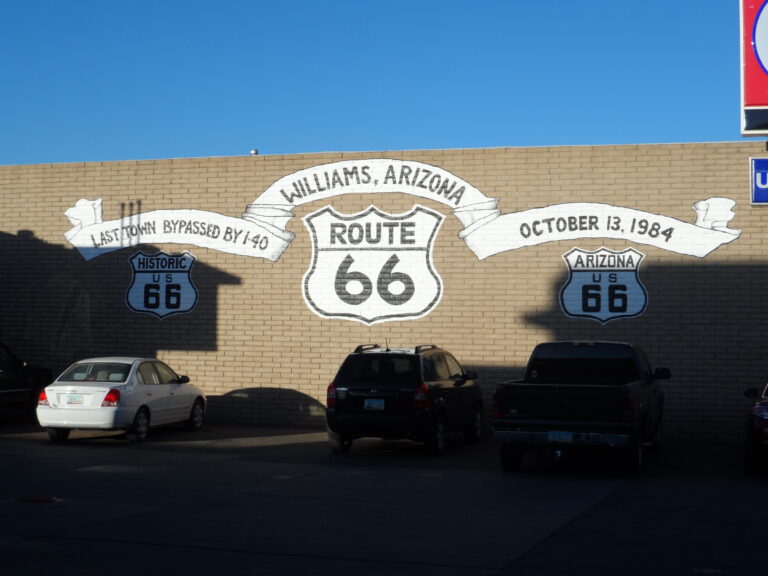 WILLIAMS, ARIZONA
LAST TOWN BYPASSED BY I-40
OCTOBER 13, 1984
HISTORIC
US
66
ROUTE
66
ARIZONA
US
66
U